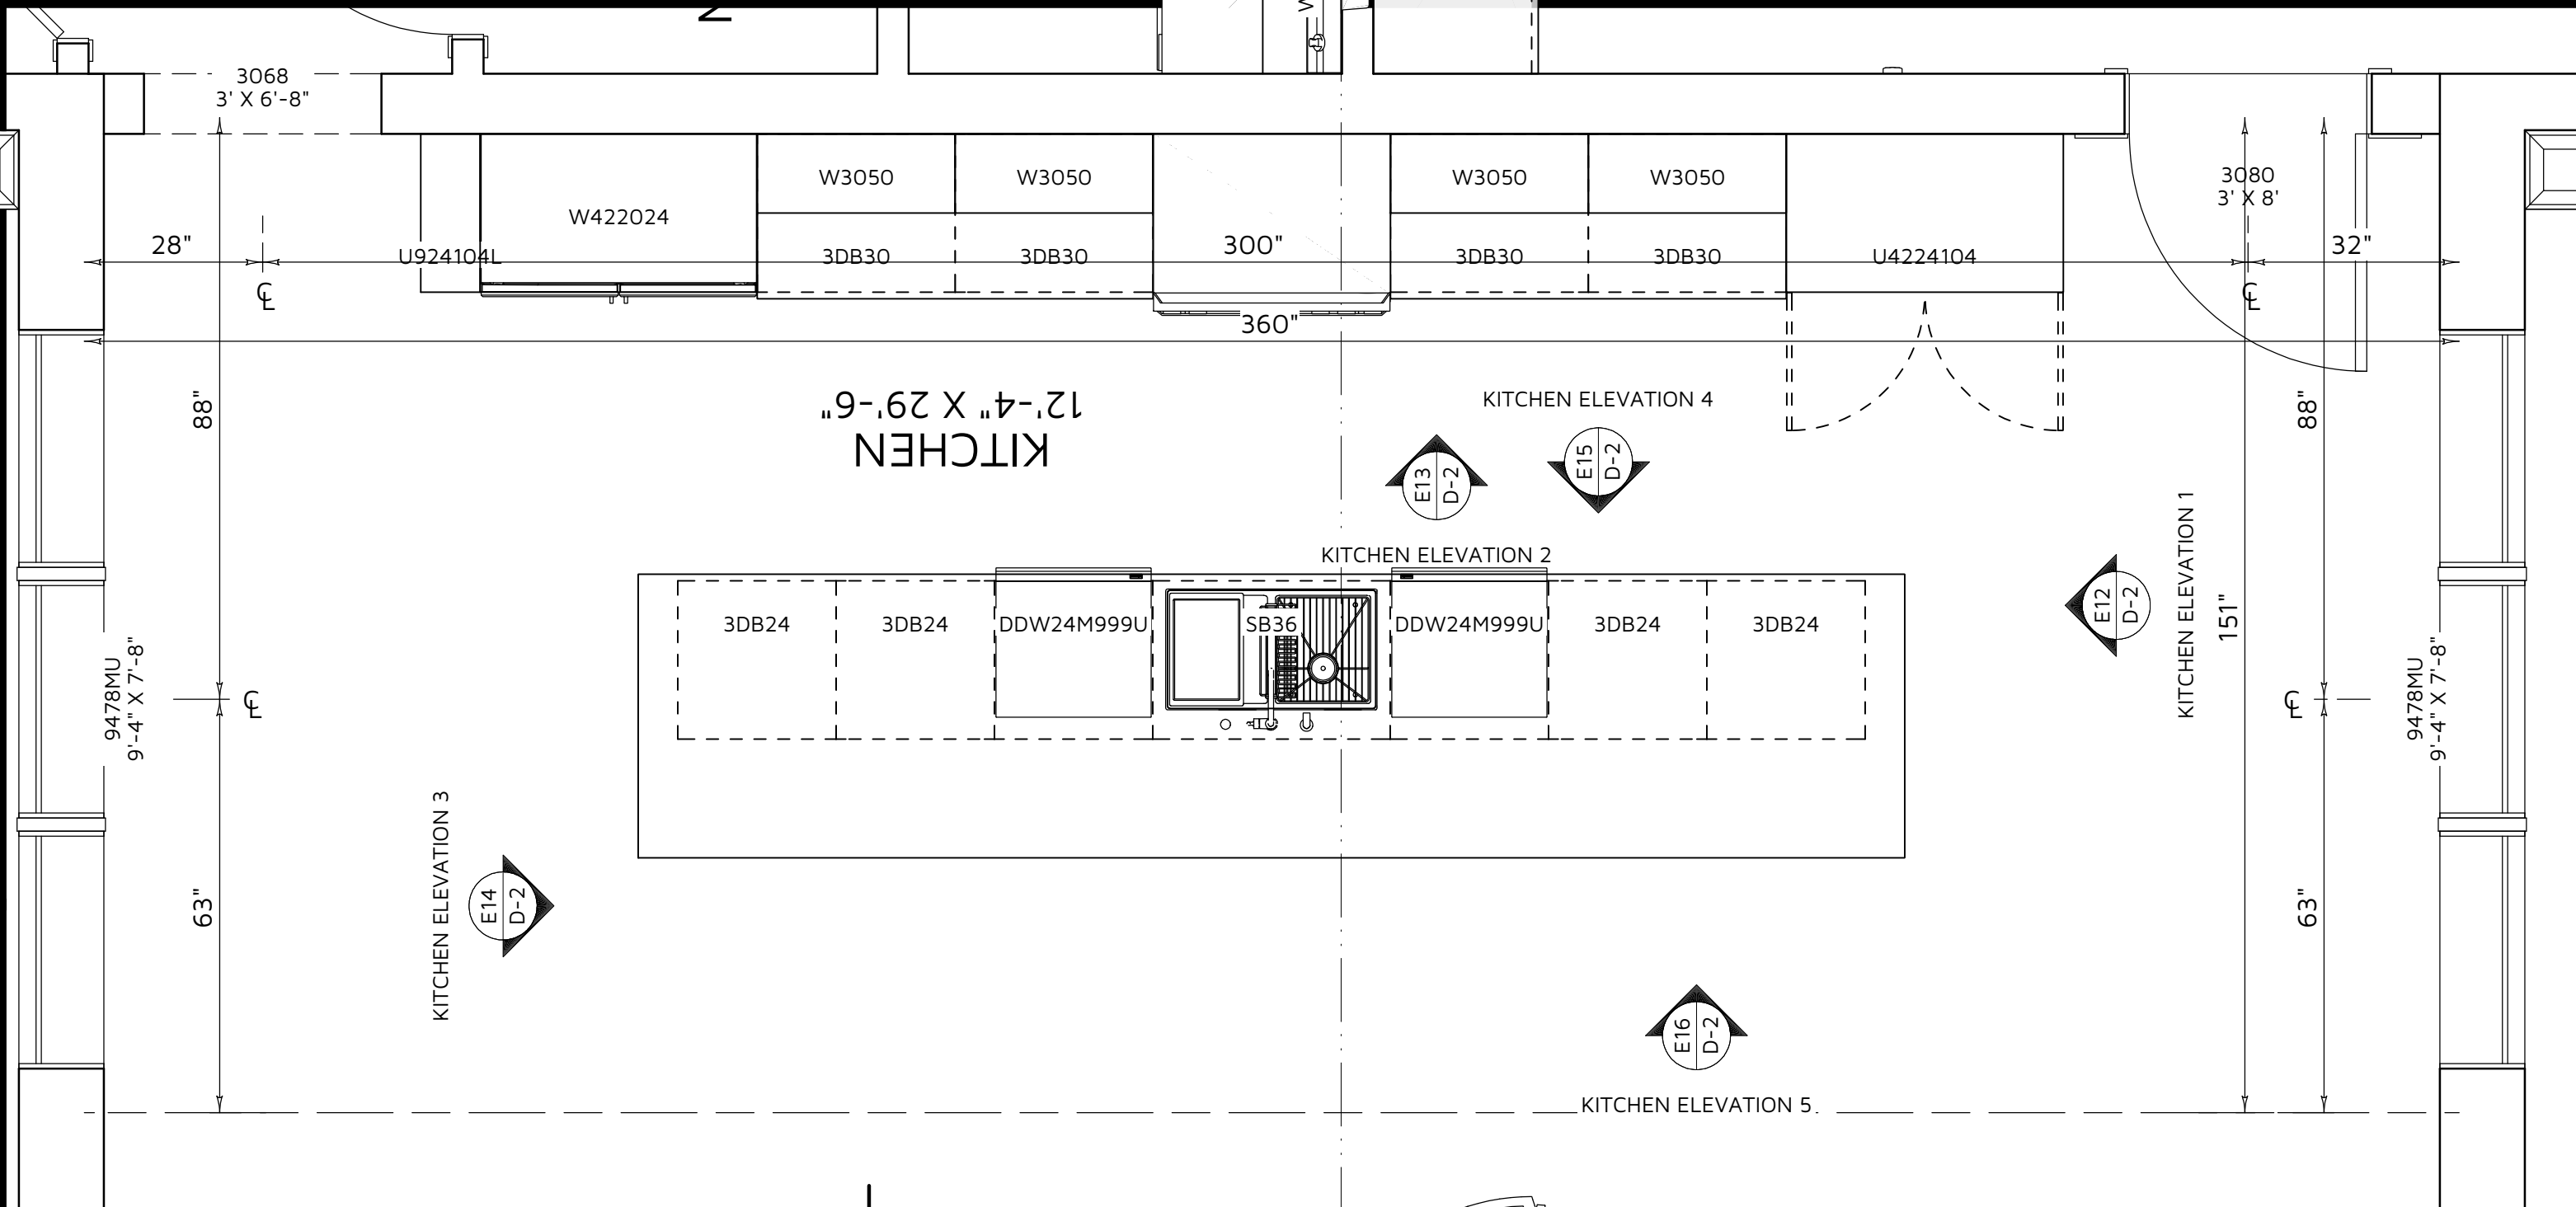 N
W
3068
3' X 6'-8"
W3050
W3050
W3050
W3050
3080
3' X 8'
W422024
28"
U924104L
3DB30
3DB30
300"
3DB30
3DB30
U4224104
32"
℄
℄
360"
88"
KITCHEN
12'-4" X 29'-6"
KITCHEN ELEVATION 4
88"
E13
D-2
E15
D-2
KITCHEN ELEVATION 2
KITCHEN ELEVATION 1
E12
D-2
151"
3DB24
3DB24
DDW24M999U
SB36
DDW24M999U
3DB24
3DB24
9478MU
9'-4" X 7'-8"
℄
℄
9478MU
9'-4" X 7'-8"
KITCHEN ELEVATION 3
63"
E14
D-2
63"
E16
D-2
KITCHEN ELEVATION 5